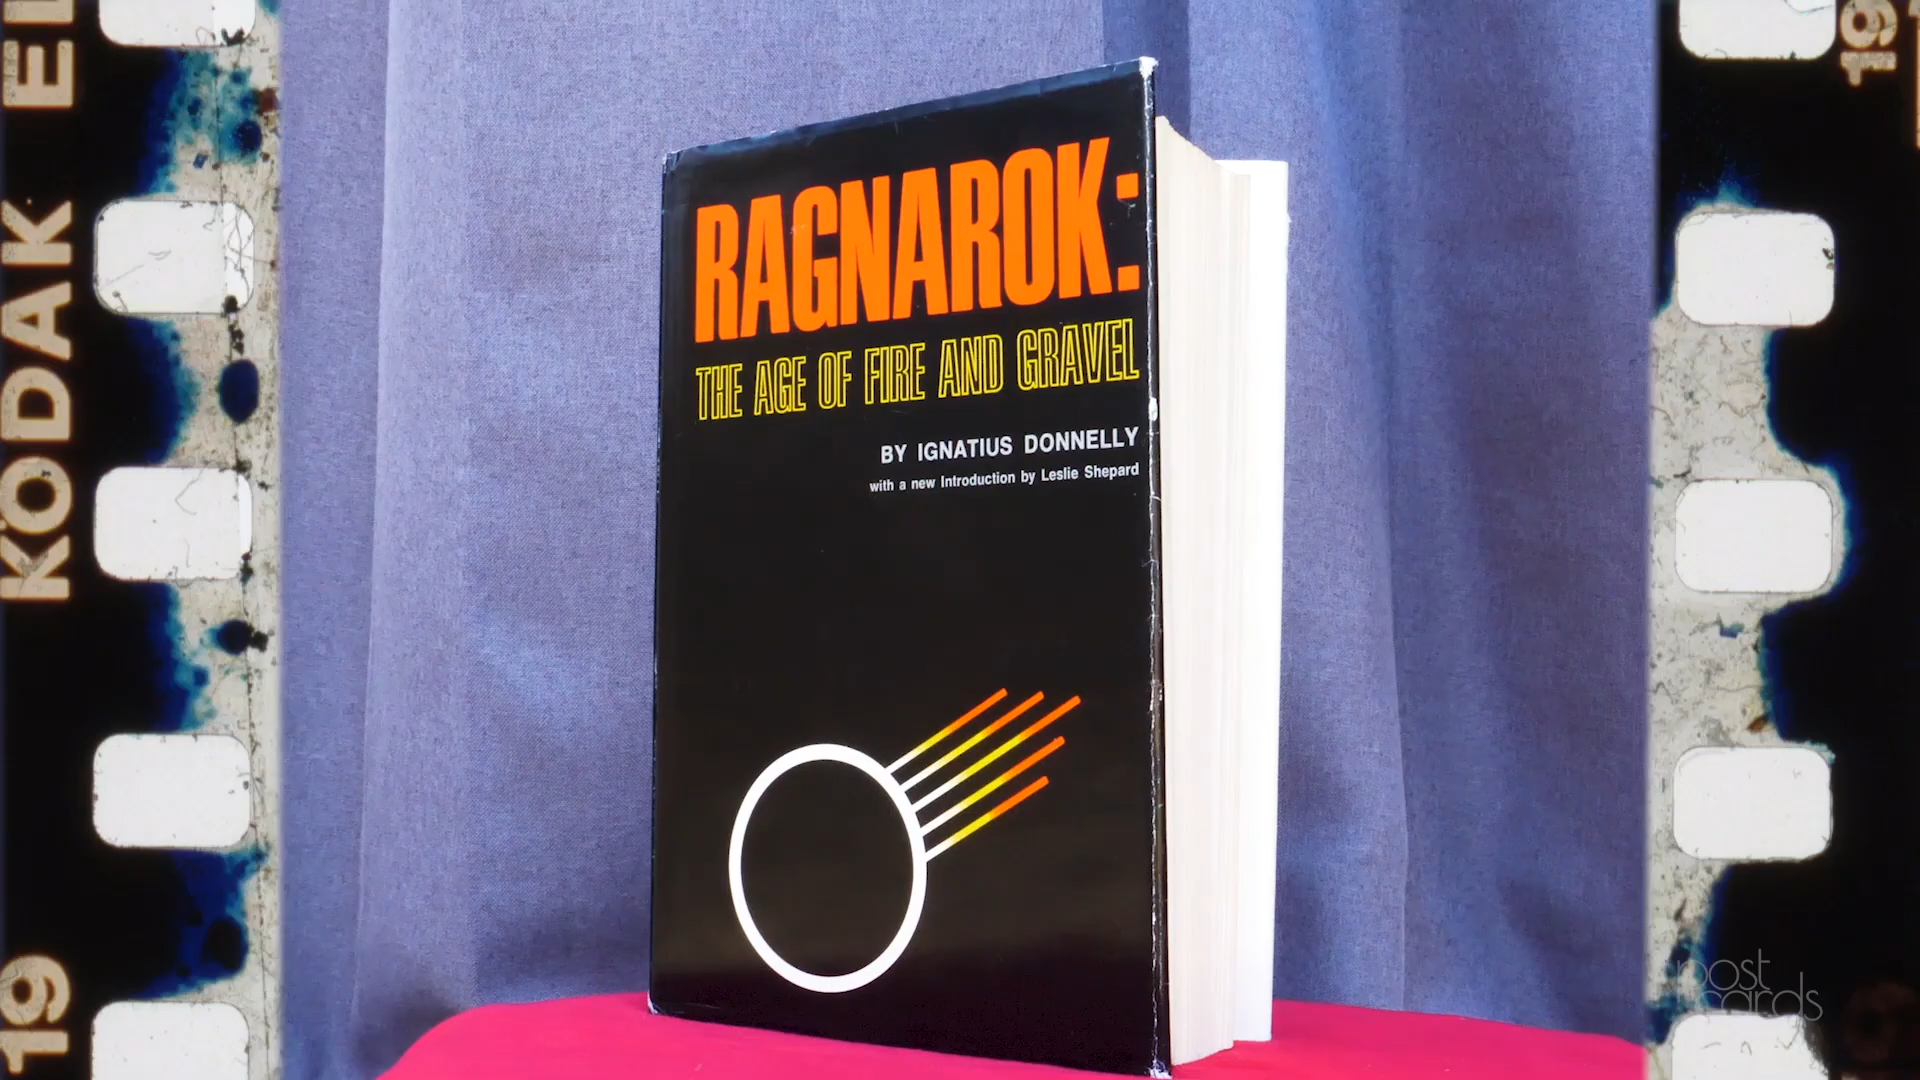 RAGNAROK:
THE AGE OF FIRE AND GRAVEL
BY IGNATIUS DONNELLY
with a new Introduction by Leslie Shepard
KODAK
19
19
post
cards